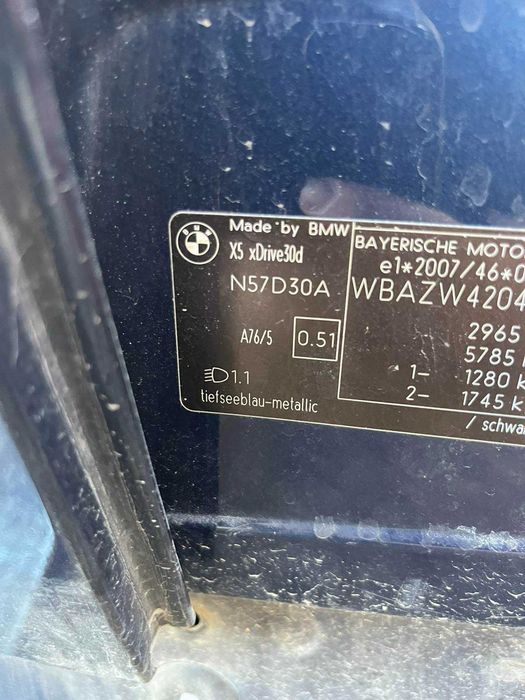 BMW
Made by BMW
X5 xDrive30d
N57D30A
A76/5 0.51
1.1
tiefseeblau-metallic
BAYERISCHE MOTO
e1*2007/46*0
WBAZW4204
2965
5785
1- 1280 k
2- 1745 k
/ schwa